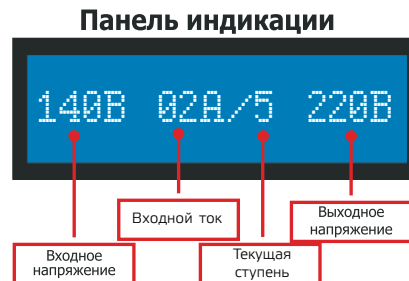 Панель индикации
140В 02А/5 220В
Входной ток
Выходное
напряжение
Входное
напряжение
Текущая
ступень